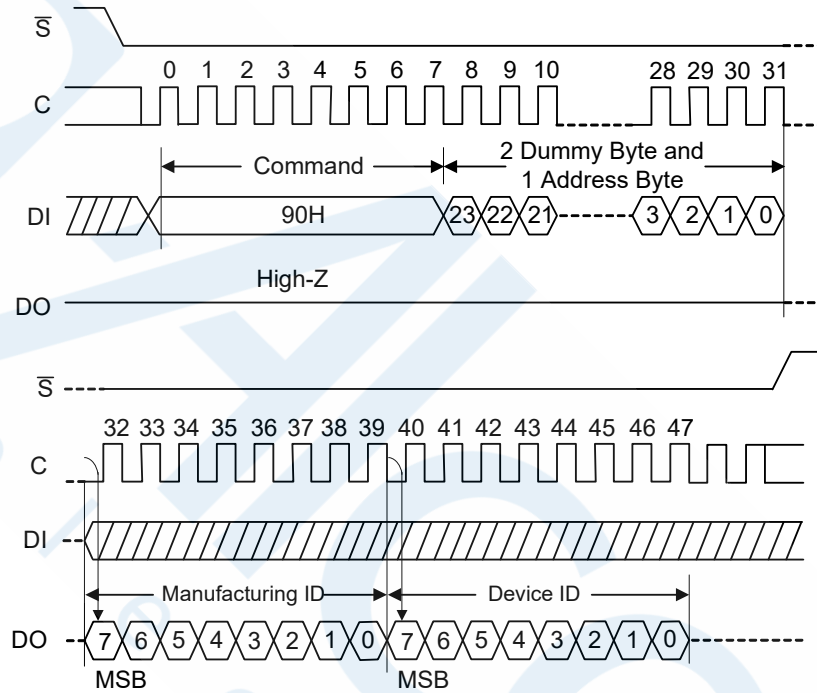 S
0 1 2 3 4 5 6 7 8 9 10 28 29 30 31
C
Command
2 Dummy Byte and
1 Address Byte
DI
90H
23 22 21 3 2 1 0
High-Z
DO
S
32 33 34 35 36 37 38 39 40 41 42 43 44 45 46 47
C
DI
Manufacturing ID
Device ID
DO
7 6 5 4 3 2 1 0 7 6 5 4 3 2 1 0
MSB
MSB